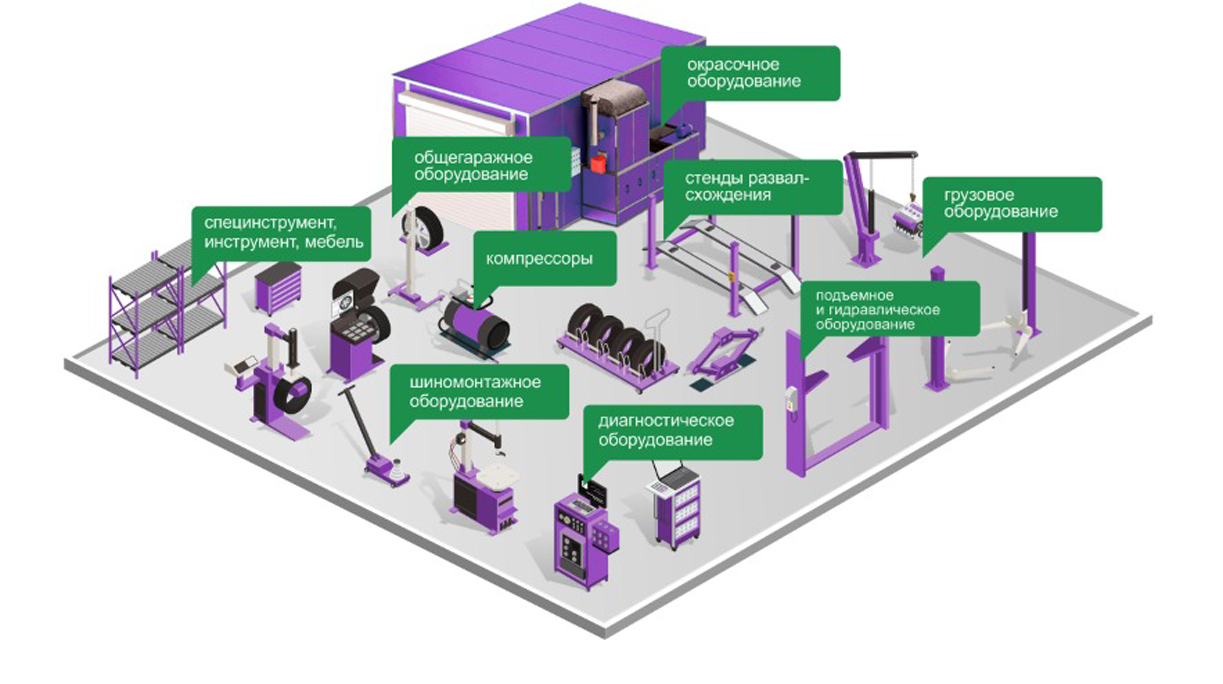 окрасочное
оборудование
общегаражное
оборудование
стенды развал-
схождения
грузовое
оборудование
специнструмент,
инструмент, мебель
компрессоры
подъемное
и гидравлическое
оборудование
шиномонтажное
оборудование
диагностическое
оборудование